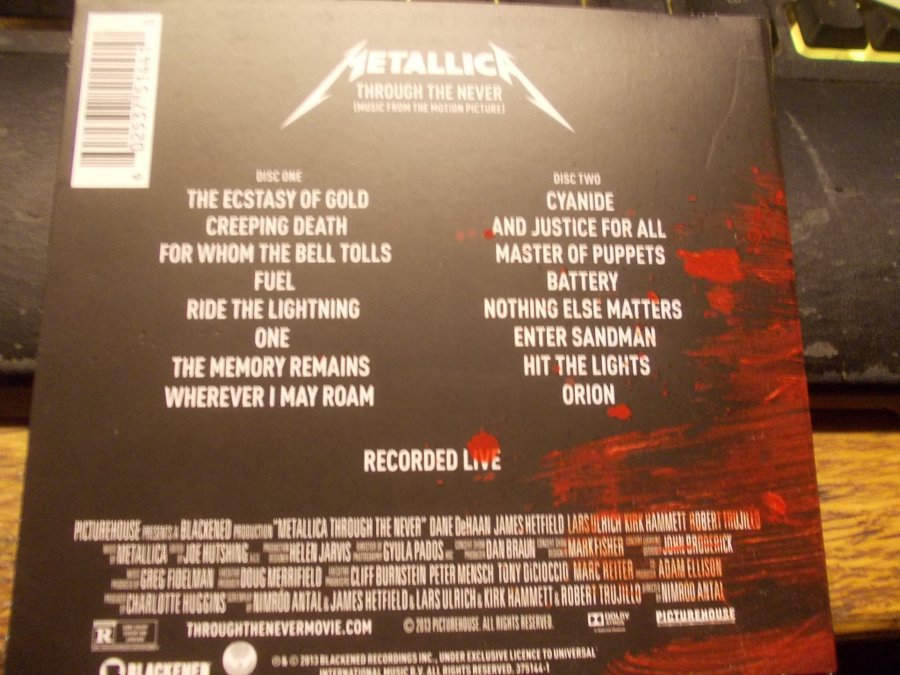 METALLICA
THROUGH THE NEVER
(MUSIC FROM THE MOTION PICTURE)
DISC ONE
THE ECSTASY OF GOLD
CREEPING DEATH
FOR WHOM THE BELL TOLLS
FUEL
RIDE THE LIGHTNING
ONE
THE MEMORY REMAINS
WHEREVER I MAY ROAM
DISC TWO
CYANIDE
AND JUSTICE FOR ALL
MASTER OF PUPPETS
BATTERY
NOTHING ELSE MATTERS
ENTER SANDMAN
HIT THE LIGHTS
ORION
RECORDED LIVE
PICTUREHOUSE PRESENTS A BLACKENED PRODUCTION "METALLICA THROUGH THE NEVER" DANE DeHAAN JAMES HETFIELD LARS ULRICH KIRK HAMMETT ROBERT TRUJILLO
METALLICA JOE HUTSHING HELEN JARVIS GYULA PADOS DAN BRAUN MARK FISHER JOHN BRODERICK
GREG FIDELMAN DOUG MERRIFIELD CLIFF BURNSTEIN PETER MENSCH TONY DiCIOCCIO MARC REITER ADAM ELLISON
CHARLOTTE HUGGINS NIMRÓD ANTAL & JAMES HETFIELD & LARS ULRICH & KIRK HAMMETT & ROBERT TRUJILLO NIMRÓD ANTAL
R
THROUGHTHENEVERMOVIE.COM
© 2013 PICTUREHOUSE. ALL RIGHTS RESERVED.
DOLBY
PICTUREHOUSE
BLACKENED
℗ & © 2013 BLACKENED RECORDINGS INC., UNDER EXCLUSIVE LICENCE TO UNIVERSAL
INTERNATIONAL MUSIC B.V. ALL RIGHTS RESERVED. 375144-1